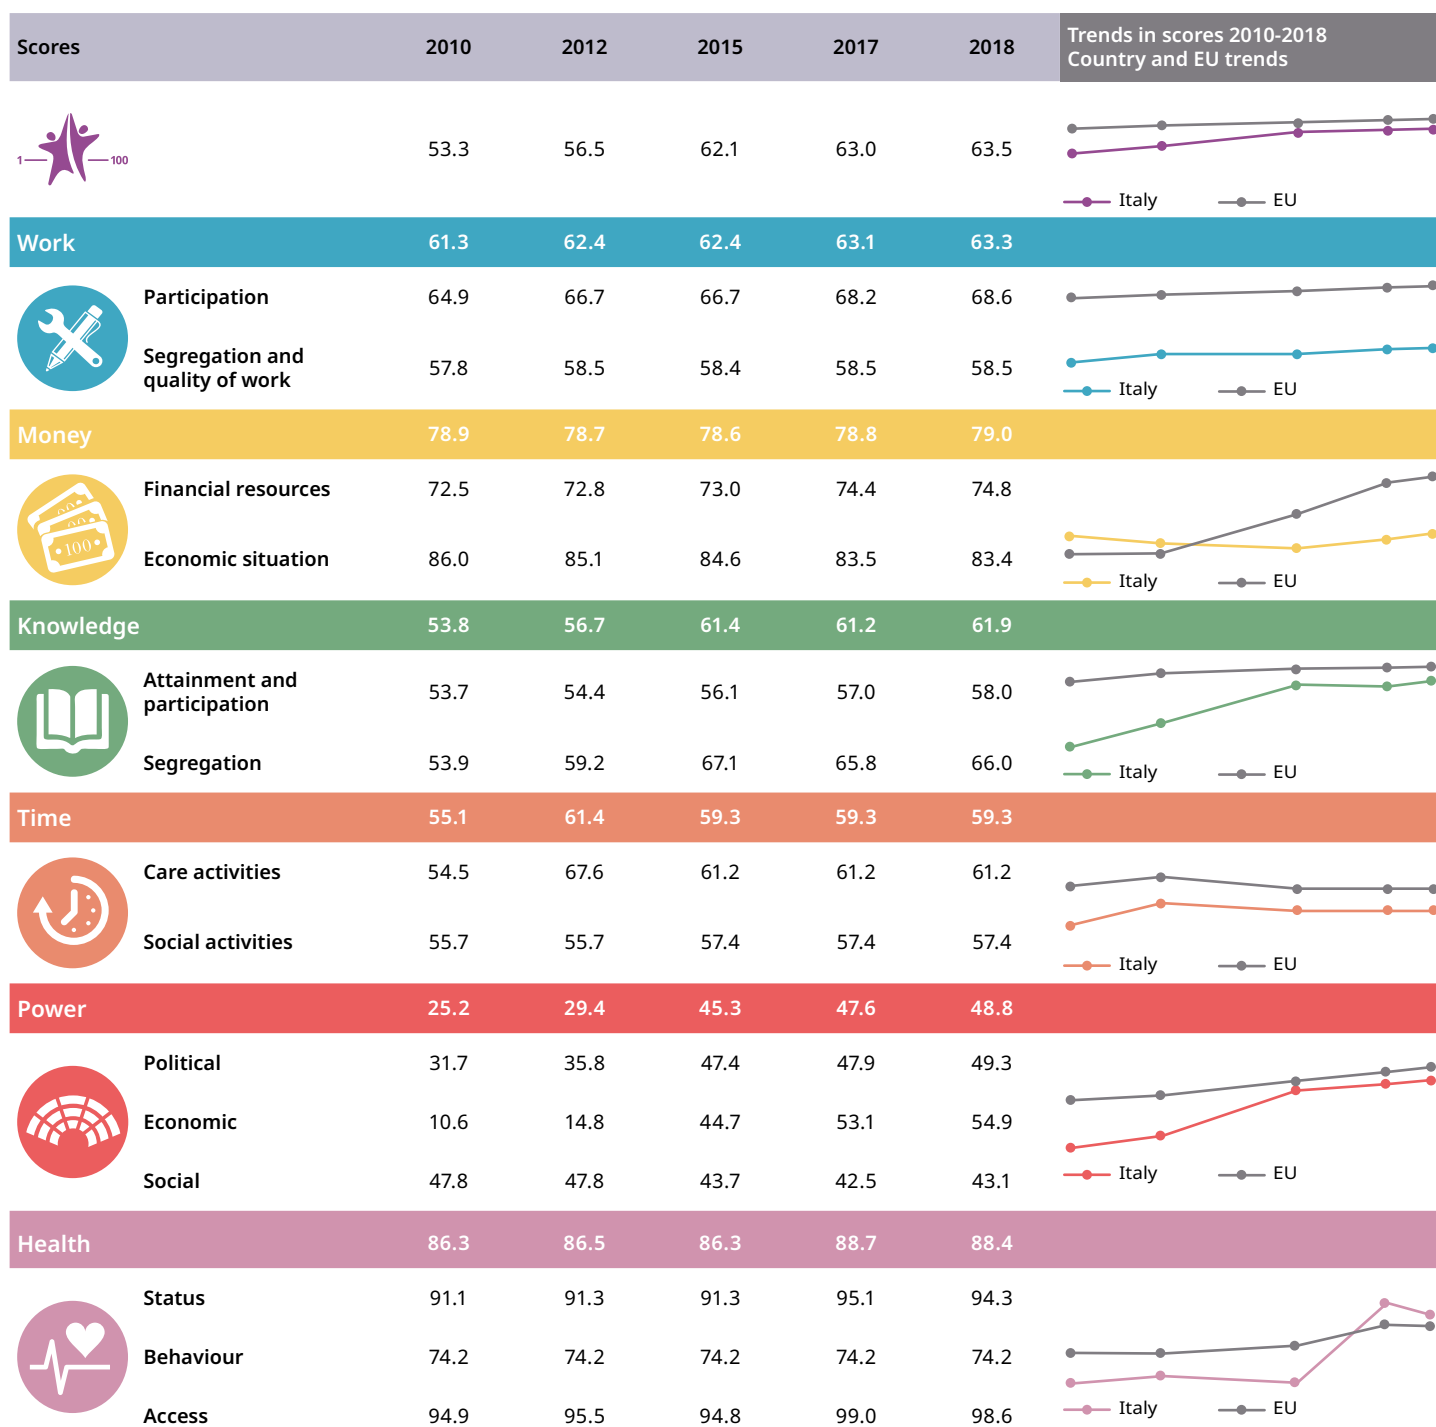 Scores 2010 2012 2015 2017 2018 Trends in scores 2010-2018
Country and EU trends
1 100 53.3 56.5 62.1 63.0 63.5
Italy EU
Work 61.3 62.4 62.4 63.1 63.3
Participation 64.9 66.7 66.7 68.2 68.6
Segregation and
quality of work 57.8 58.5 58.4 58.5 58.5
Italy EU
Money 78.9 78.7 78.6 78.8 79.0
Financial resources 72.5 72.8 73.0 74.4 74.8
100
Economic situation 86.0 85.1 84.6 83.5 83.4
Italy EU
Knowledge 53.8 56.7 61.4 61.2 61.9
Attainment and
participation 53.7 54.4 56.1 57.0 58.0
Segregation 53.9 59.2 67.1 65.8 66.0
Italy EU
Time 55.1 61.4 59.3 59.3 59.3
Care activities 54.5 67.6 61.2 61.2 61.2
Social activities 55.7 55.7 57.4 57.4 57.4
Italy EU
Power 25.2 29.4 45.3 47.6 48.8
Political 31.7 35.8 47.4 47.9 49.3
Economic 10.6 14.8 44.7 53.1 54.9
Social 47.8 47.8 43.7 42.5 43.1
Italy EU
Health 86.3 86.5 86.3 88.7 88.4
Status 91.1 91.3 91.3 95.1 94.3
Behaviour 74.2 74.2 74.2 74.2 74.2
Access 94.9 95.5 94.8 99.0 98.6
Italy EU